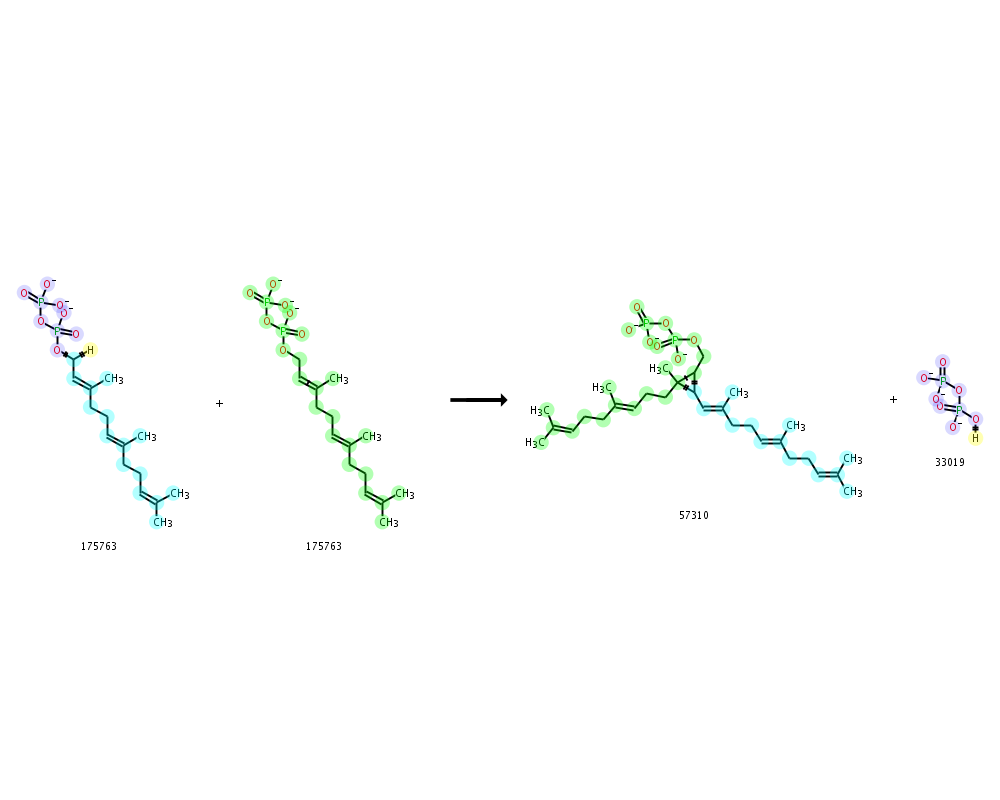 O O⁻
P O⁻
O O⁻
P O
O H
CH3
CH3
CH3
CH3
175763
+
O O⁻
P O⁻
O O⁻
P O
O
CH3
CH3
CH3
CH3
175763
O
P O
O⁻ O⁻ O P O
O⁻
H3C
H3C
H3C
H3C
CH3
CH3
CH3
CH3
57310
+
O
O⁻ P O
O⁻ O P O
O⁻ H
33019